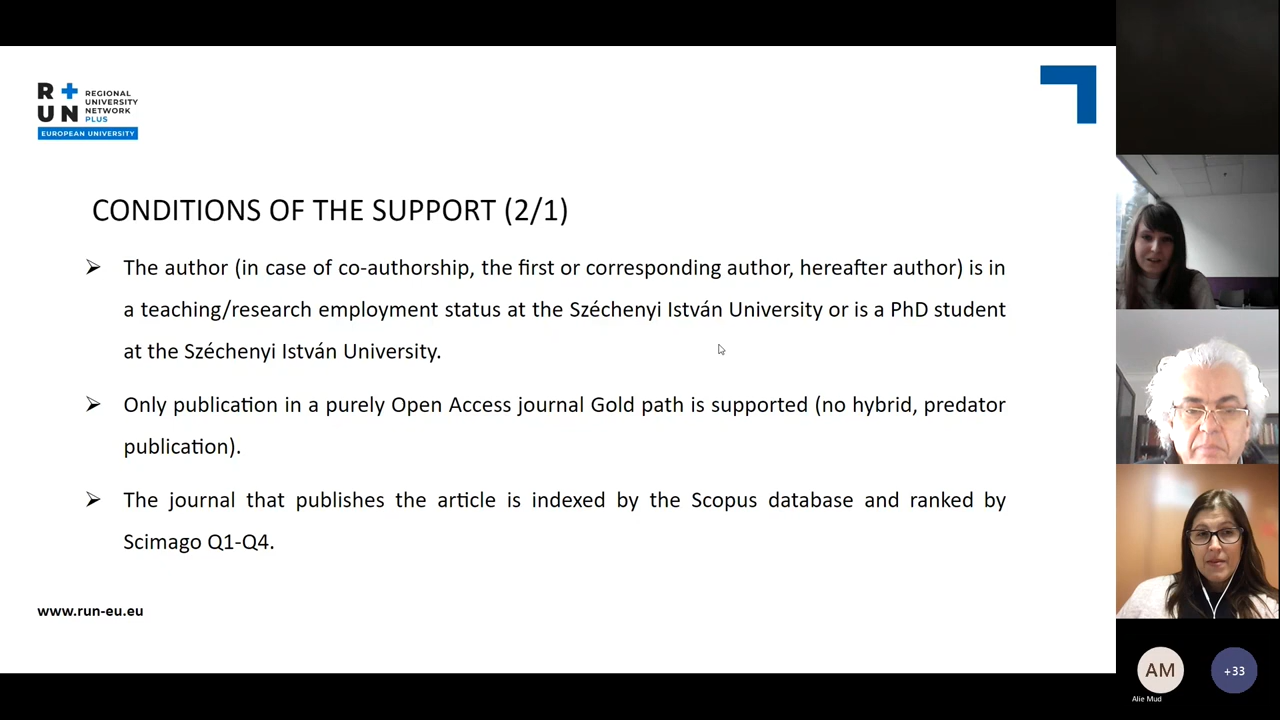 R+
UN
REGIONAL
UNIVERSITY
NETWORK
PLUS
EUROPEAN UNIVERSITY
CONDITIONS OF THE SUPPORT (2/1)
➢ The author (in case of co-authorship, the first or corresponding author, hereafter author) is in
a teaching/research employment status at the Széchenyi István University or is a PhD student
at the Széchenyi István University.
➢ Only publication in a purely Open Access journal Gold path is supported (no hybrid, predator
publication).
➢ The journal that publishes the article is indexed by the Scopus database and ranked by
Scimago Q1-Q4.
www.run-eu.eu
AM
+33
Alie Mud